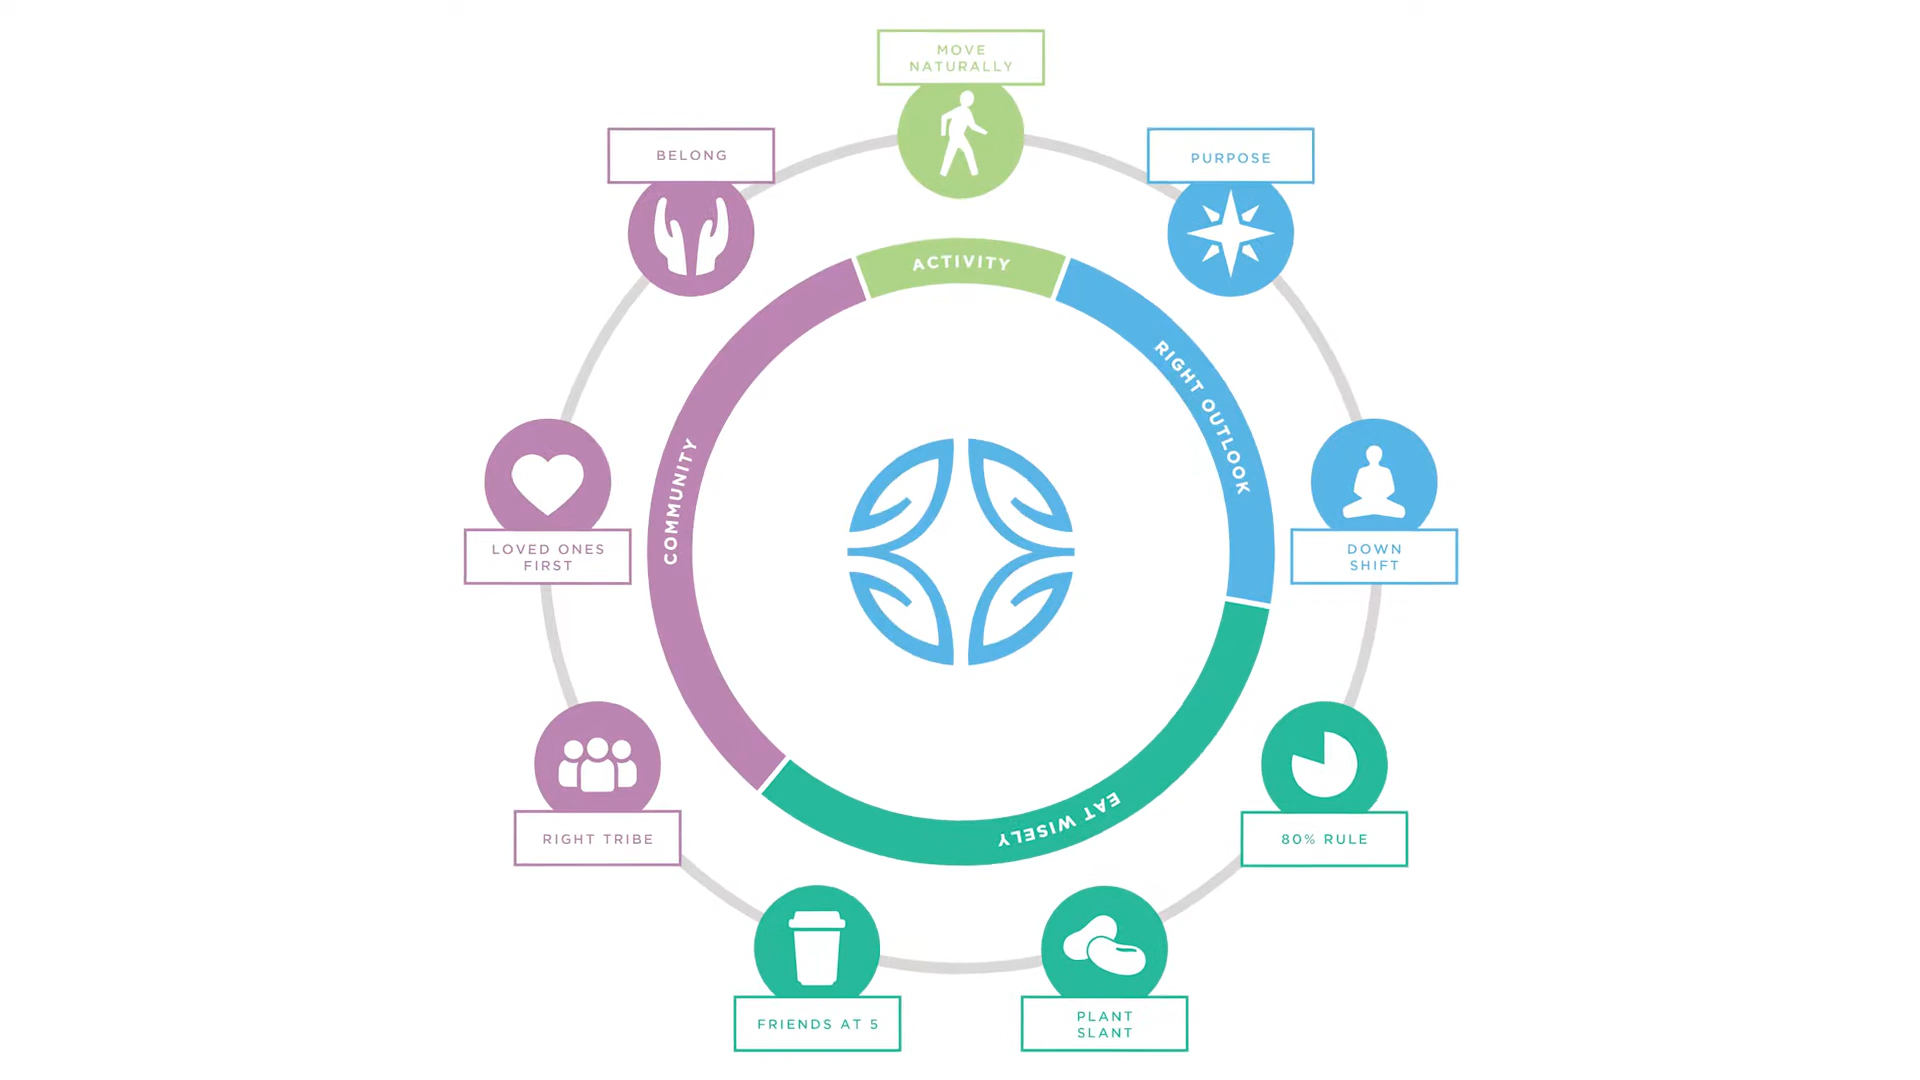 MOVE
NATURALLY
BELONG
PURPOSE
ACTIVITY
RIGHT OUTLOOK
COMMUNITY
LOVED ONES
FIRST
DOWN
SHIFT
EAT WISELY
RIGHT TRIBE
80% RULE
FRIENDS AT 5
PLANT
SLANT